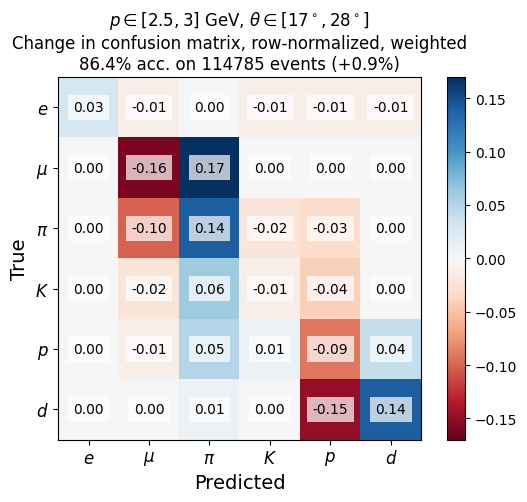 p ∈ [2.5, 3] GeV, θ ∈ [17°, 28°]
Change in confusion matrix, row-normalized, weighted
86.4% acc. on 114785 events (+0.9%)
e 0.03 -0.01 0.00 -0.01 -0.01 -0.01
μ 0.00 -0.16 0.17 0.00 0.00 0.00
π 0.00 -0.10 0.14 -0.02 -0.03 0.00
K 0.00 -0.02 0.06 -0.01 -0.04 0.00
p 0.00 -0.01 0.05 0.01 -0.09 0.04
d 0.00 0.00 0.01 0.00 -0.15 0.14
e μ π K p d
Predicted
True
0.15
0.10
0.05
0.00
−0.05
−0.10
−0.15